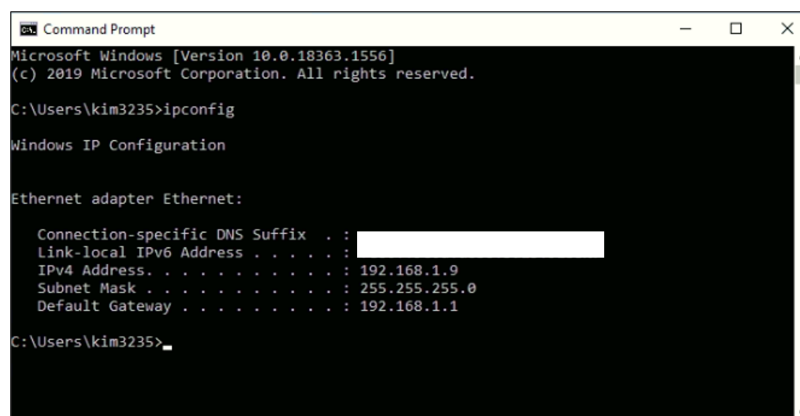 Command Prompt
Microsoft Windows [Version 10.0.18363.1556]
(c) 2019 Microsoft Corporation. All rights reserved.
C:\Users\kim3235>ipconfig
Windows IP Configuration
Ethernet adapter Ethernet:
Connection-specific DNS Suffix . :
Link-local IPv6 Address . . . . . :
IPv4 Address. . . . . . . . . . . : 192.168.1.9
Subnet Mask . . . . . . . . . . . : 255.255.255.0
Default Gateway . . . . . . . . . : 192.168.1.1
C:\Users\kim3235>